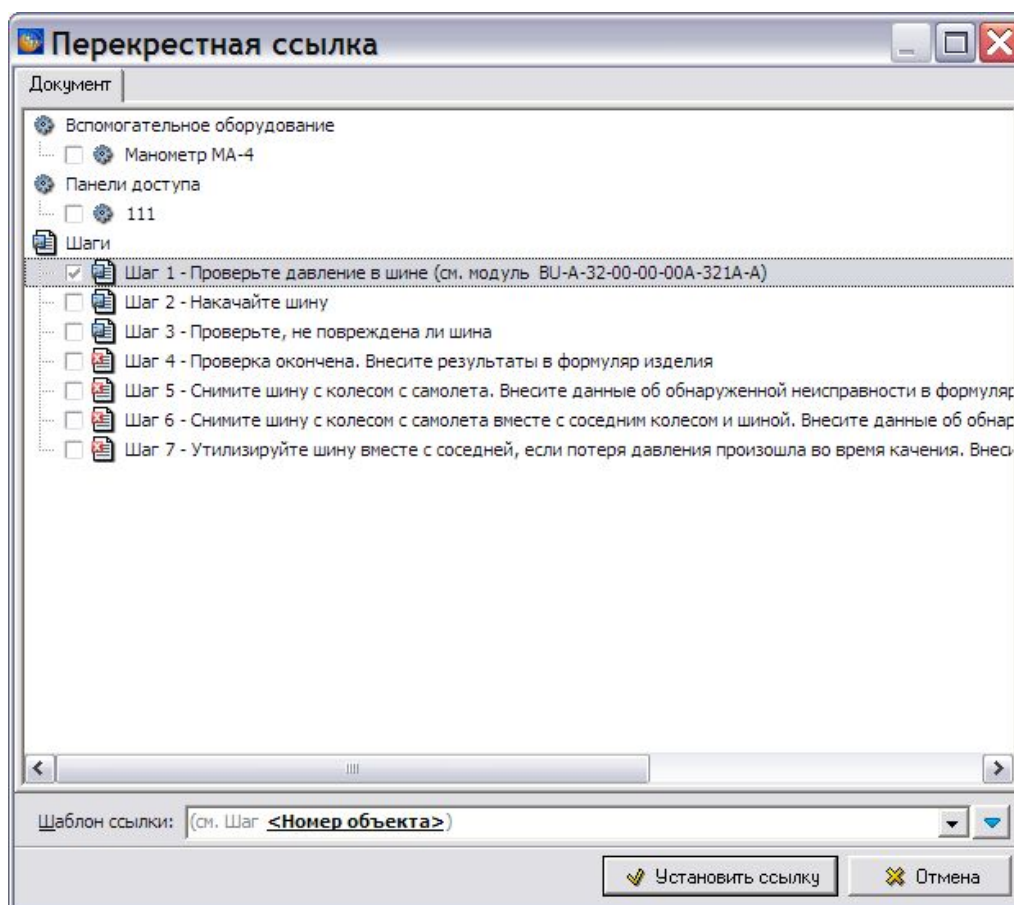 Перекрестная ссылка
Документ
Вспомогательное оборудование
Манометр МА-4
Панели доступа
111
Шаги
Шаг 1 - Проверьте давление в шине (см. модуль BU-A-32-00-00-00A-321A-A)
Шаг 2 - Накачайте шину
Шаг 3 - Проверьте, не повреждена ли шина
Шаг 4 - Проверка окончена. Внесите результаты в формуляр изделия
Шаг 5 - Снимите шину с колесом с самолета. Внесите данные об обнаруженной неисправности в формуляр
Шаг 6 - Снимите шину с колесом с самолета вместе с соседним колесом и шиной. Внесите данные об обнар
Шаг 7 - Утилизируйте шину вместе с соседней, если потеря давления произошла во время качения. Внеси
Шаблон ссылки: (см. Шаг <Номер объекта>)
Установить ссылку Отмена